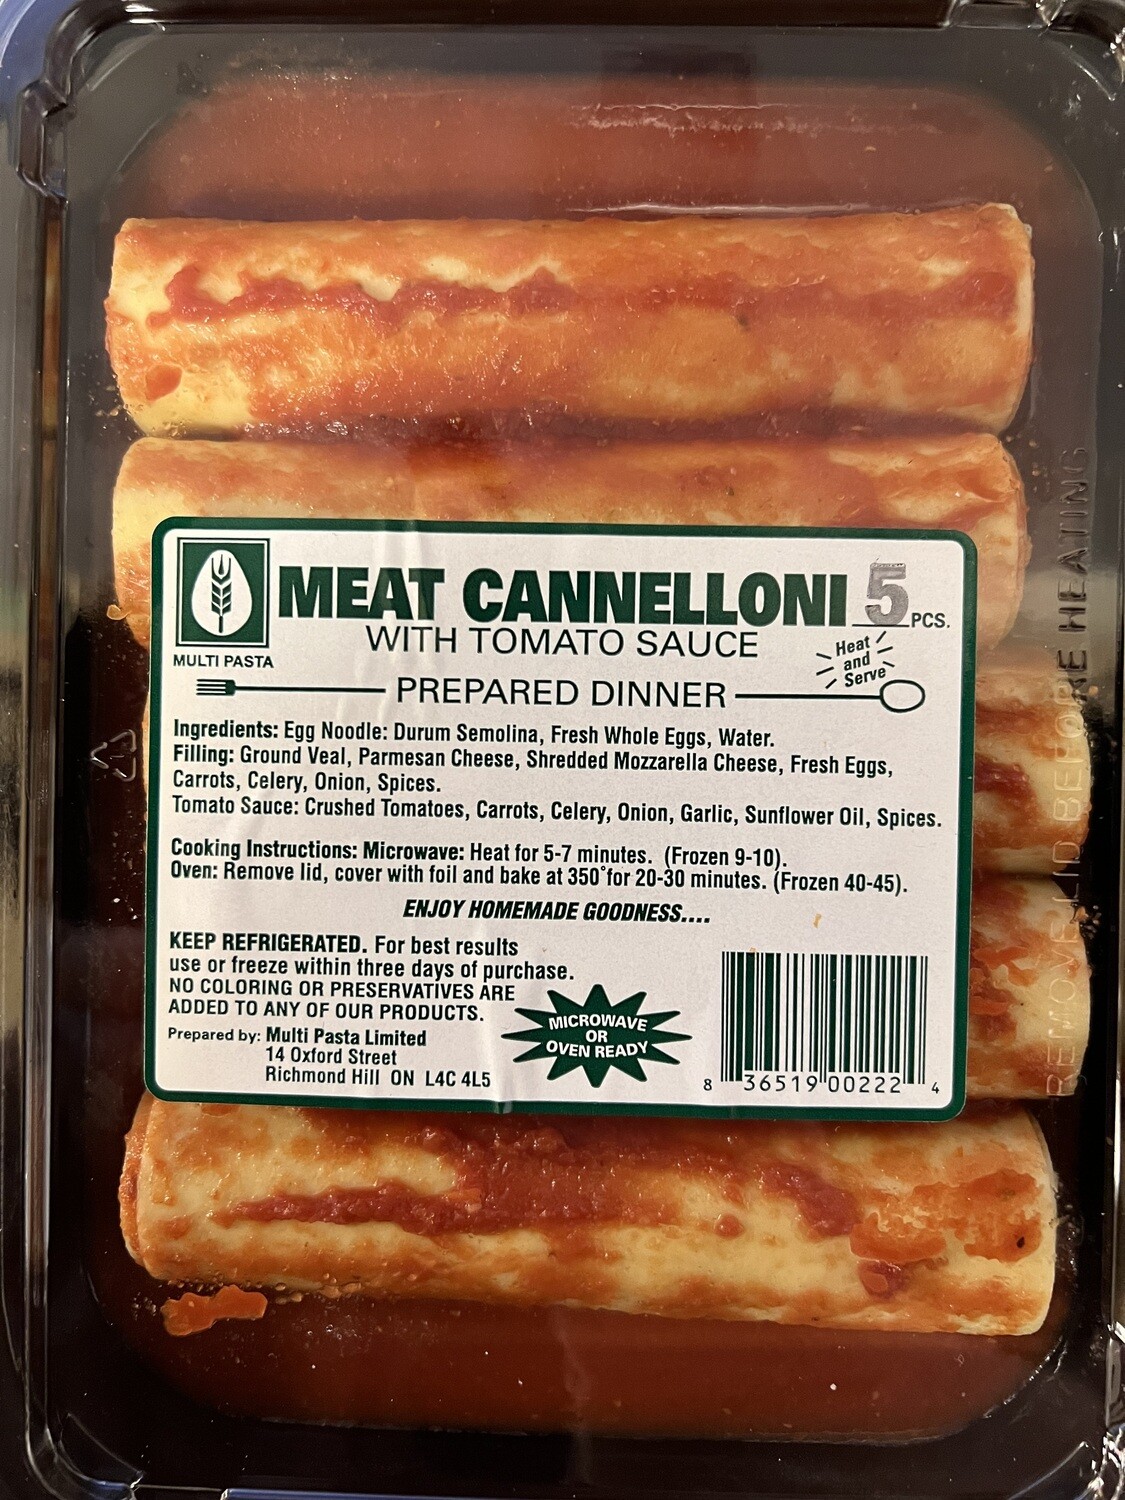 MULTI PASTA
MEAT CANNELLONI 5 PCS.
WITH TOMATO SAUCE
Heat
and
Serve
PREPARED DINNER
Ingredients: Egg Noodle: Durum Semolina, Fresh Whole Eggs, Water.
Filling: Ground Veal, Parmesan Cheese, Shredded Mozzarella Cheese, Fresh Eggs,
Carrots, Celery, Onion, Spices.
Tomato Sauce: Crushed Tomatoes, Carrots, Celery, Onion, Garlic, Sunflower Oil, Spices.
Cooking Instructions: Microwave: Heat for 5-7 minutes. (Frozen 9-10).
Oven: Remove lid, cover with foil and bake at 350°for 20-30 minutes. (Frozen 40-45).
ENJOY HOMEMADE GOODNESS....
KEEP REFRIGERATED. For best results
use or freeze within three days of purchase.
NO COLORING OR PRESERVATIVES ARE
ADDED TO ANY OF OUR PRODUCTS.
Prepared by: Multi Pasta Limited
14 Oxford Street
Richmond Hill ON L4C 4L5
MICROWAVE
OR
OVEN READY
8 36519 00222 4
REMOVE LID BEFORE HEATING